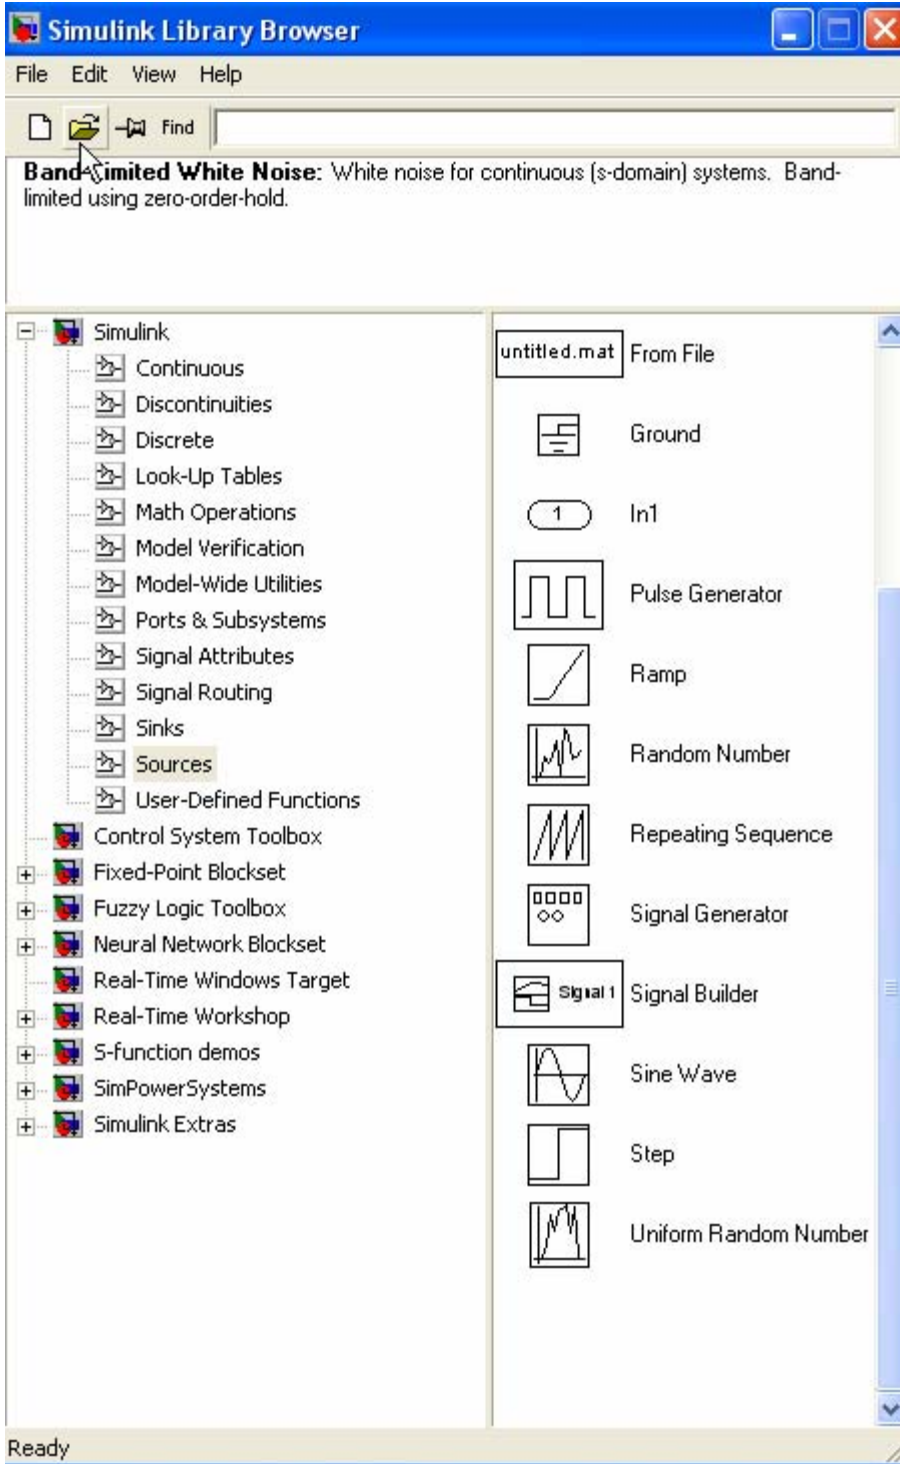 Simulink Library Browser
File Edit View Help
Find
Band-Limited White Noise: White noise for continuous (s-domain) systems. Band-
limited using zero-order-hold.
Simulink
Continuous
Discontinuities
Discrete
Look-Up Tables
Math Operations
Model Verification
Model-Wide Utilities
Ports & Subsystems
Signal Attributes
Signal Routing
Sinks
Sources
User-Defined Functions
Control System Toolbox
Fixed-Point Blockset
Fuzzy Logic Toolbox
Neural Network Blockset
Real-Time Windows Target
Real-Time Workshop
S-function demos
SimPowerSystems
Simulink Extras
untitled.mat From File
Ground
1 In1
Pulse Generator
Ramp
Random Number
Repeating Sequence
Signal Generator
Signal 1 Signal Builder
Sine Wave
Step
Uniform Random Number
Ready